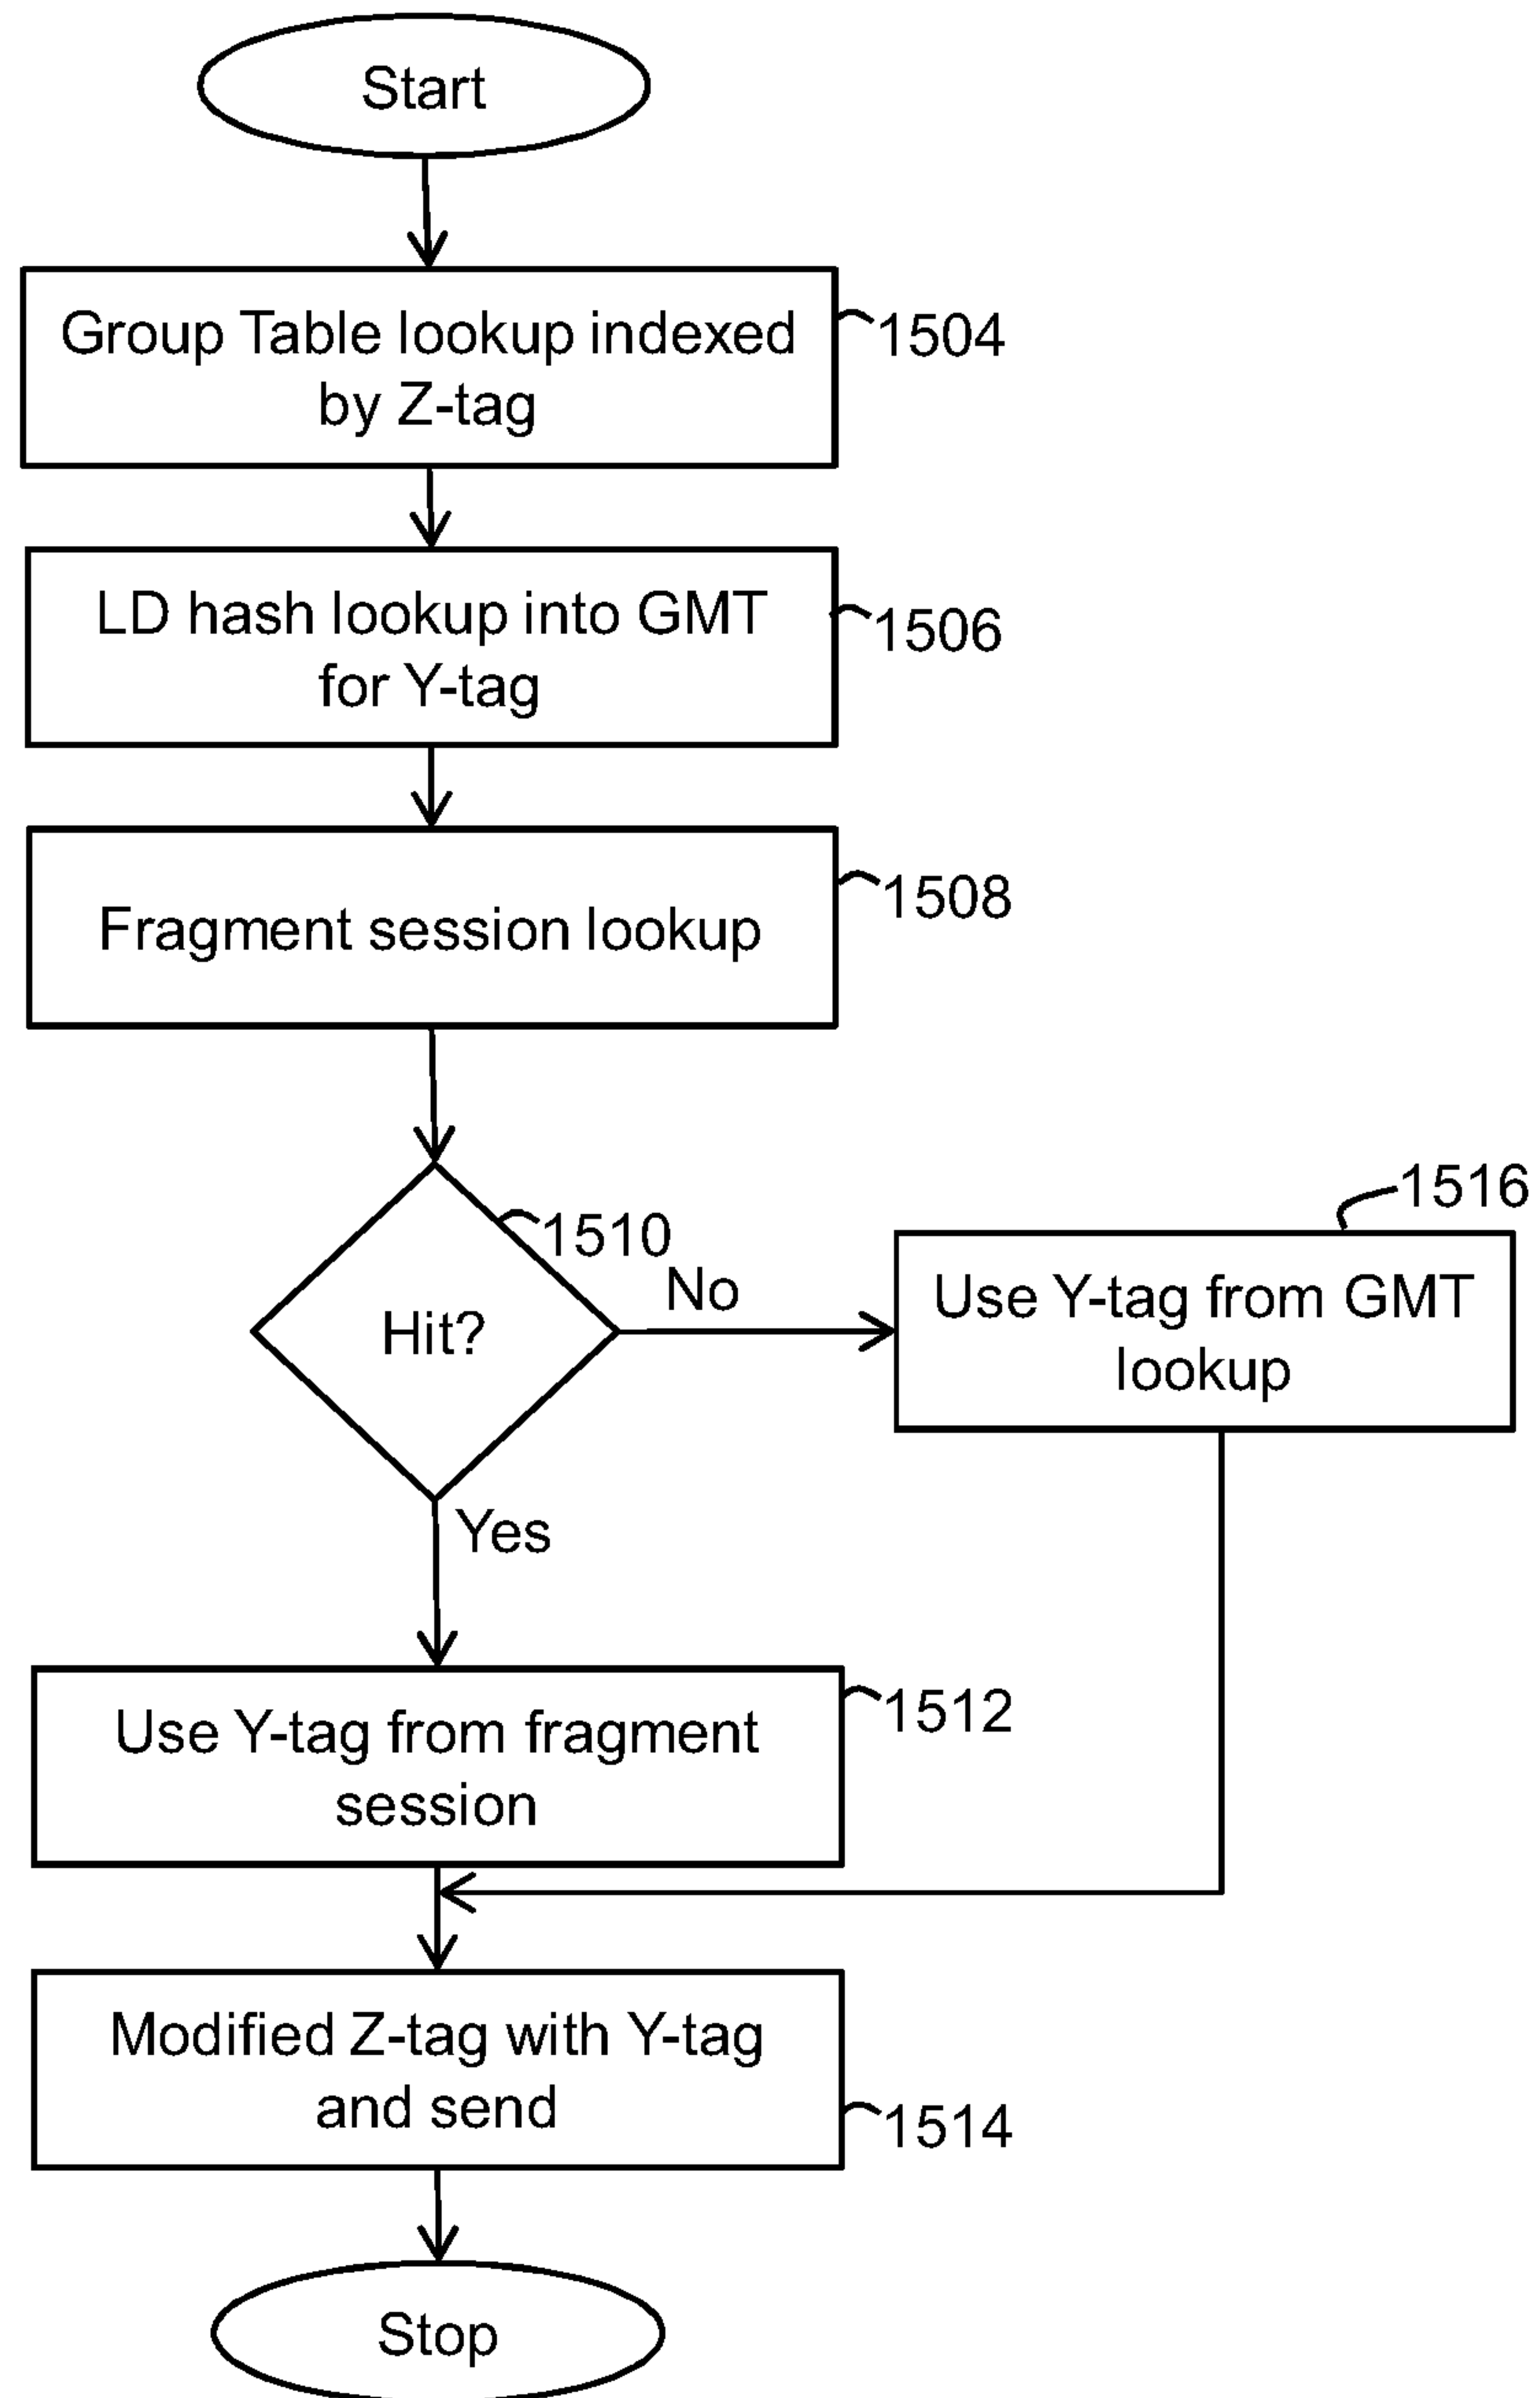 Start
Group Table lookup indexed
by Z-tag
1504
LD hash lookup into GMT
for Y-tag
1506
Fragment session lookup
1508
Hit?
1510
No
1516
Use Y-tag from GMT
lookup
Yes
Use Y-tag from fragment
session
1512
Modified Z-tag with Y-tag
and send
1514
Stop